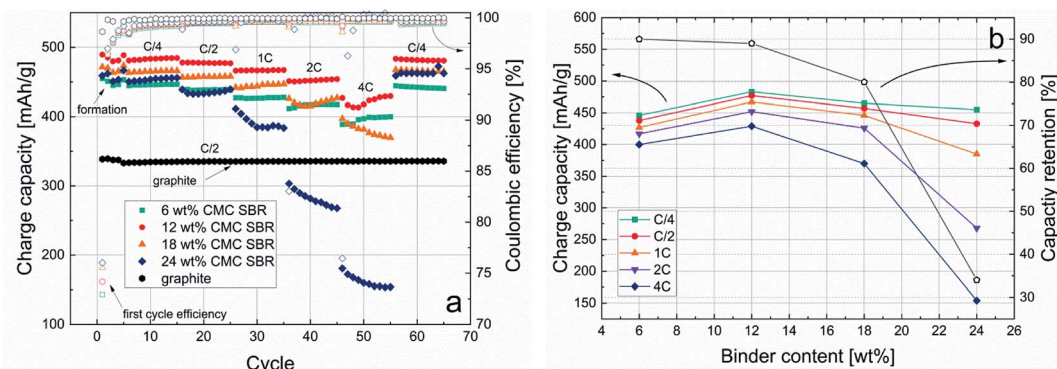 550
500
450
400
350
300
250
200
150
100
Charge capacity [mAh/g]
0
10
20
30
40
50
60
70
Cycle
100
95
90
85
80
75
70
Coulombic efficiency [%]
C/4
C/2
1C
2C
4C
C/4
formation
C/2
graphite
6 wt% CMC SBR
12 wt% CMC SBR
18 wt% CMC SBR
24 wt% CMC SBR
graphite
first cycle efficiency
a
600
550
500
450
400
350
300
250
200
150
Charge capacity [mAh/g]
4
6
8
10
12
14
16
18
20
22
24
26
Binder content [wt%]
90
80
70
60
50
40
30
Capacity retention [%]
C/4
C/2
1C
2C
4C
b